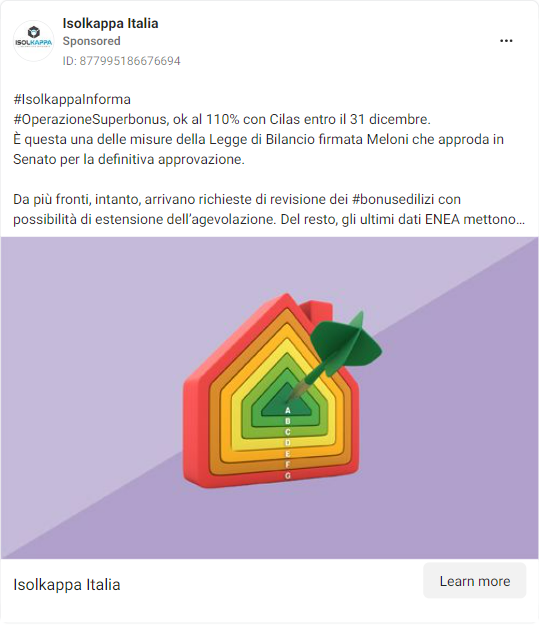 Isolkappa Italia
Sponsored
ID: 877995186676694
ISOLKAPPA
#IsolkappaInforma
#OperazioneSuperbonus, ok al 110% con Cilas entro il 31 dicembre.
È questa una delle misure della Legge di Bilancio firmata Meloni che approda in
Senato per la definitiva approvazione.
Da più fronti, intanto, arrivano richieste di revisione dei #bonusedilizi con
possibilità di estensione dell’agevolazione. Del resto, gli ultimi dati ENEA mettono…
A
B
C
D
E
F
G
Isolkappa Italia
Learn more